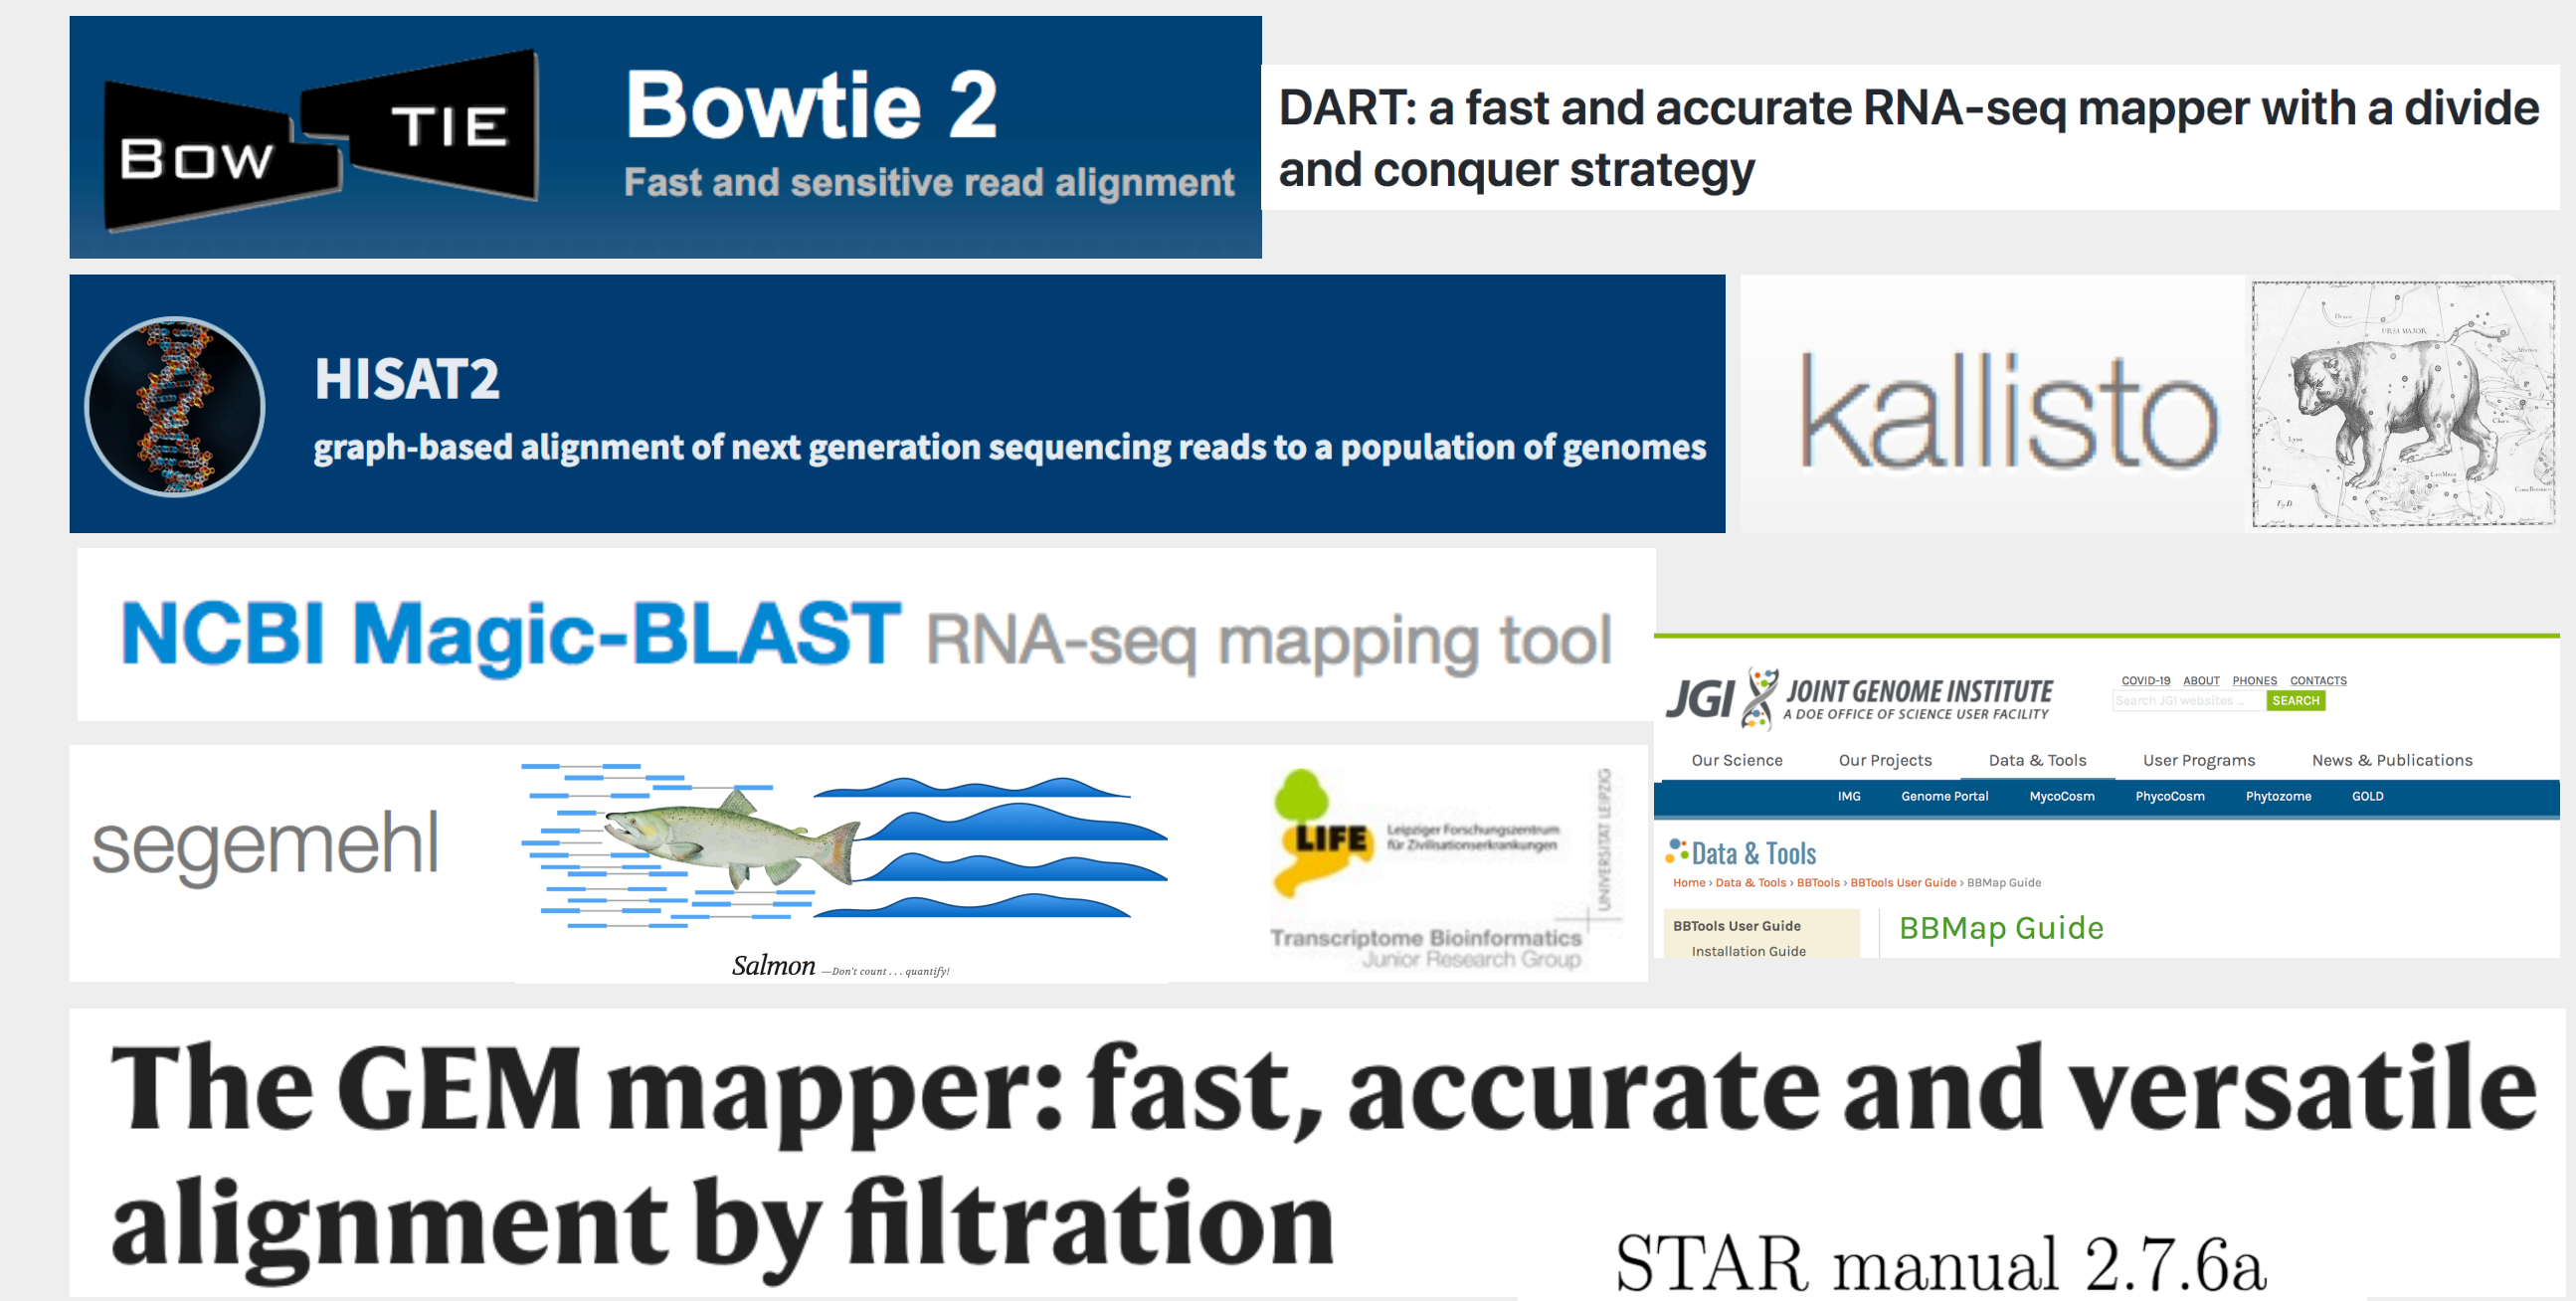 BOW TIE
Bowtie 2
Fast and sensitive read alignment
DART: a fast and accurate RNA-seq mapper with a divide
and conquer strategy
HISAT2
graph-based alignment of next generation sequencing reads to a population of genomes
kallisto
URSA MAJOR
NCBI Magic-BLAST RNA-seq mapping tool
JGI JOINT GENOME INSTITUTE
A DOE OFFICE OF SCIENCE USER FACILITY
COVID-19 ABOUT PHONES CONTACTS
Search JGI websites ... SEARCH
Our Science Our Projects Data & Tools User Programs News & Publications
IMG Genome Portal MycoCosm PhycoCosm Phytozome GOLD
Data & Tools
Home › Data & Tools › BBTools › BBTools User Guide › BBMap Guide
BBTools User Guide
Installation Guide
BBMap Guide
segemehl
Salmon —Don't count . . . quantify!
LIFE
Leipziger Forschungszentrum
für Zivilisationserkrankungen
UNIVERSITÄT LEIPZIG
Transcriptome Bioinformatics
Junior Research Group
The GEM mapper: fast, accurate and versatile
alignment by filtration
STAR manual 2.7.6a